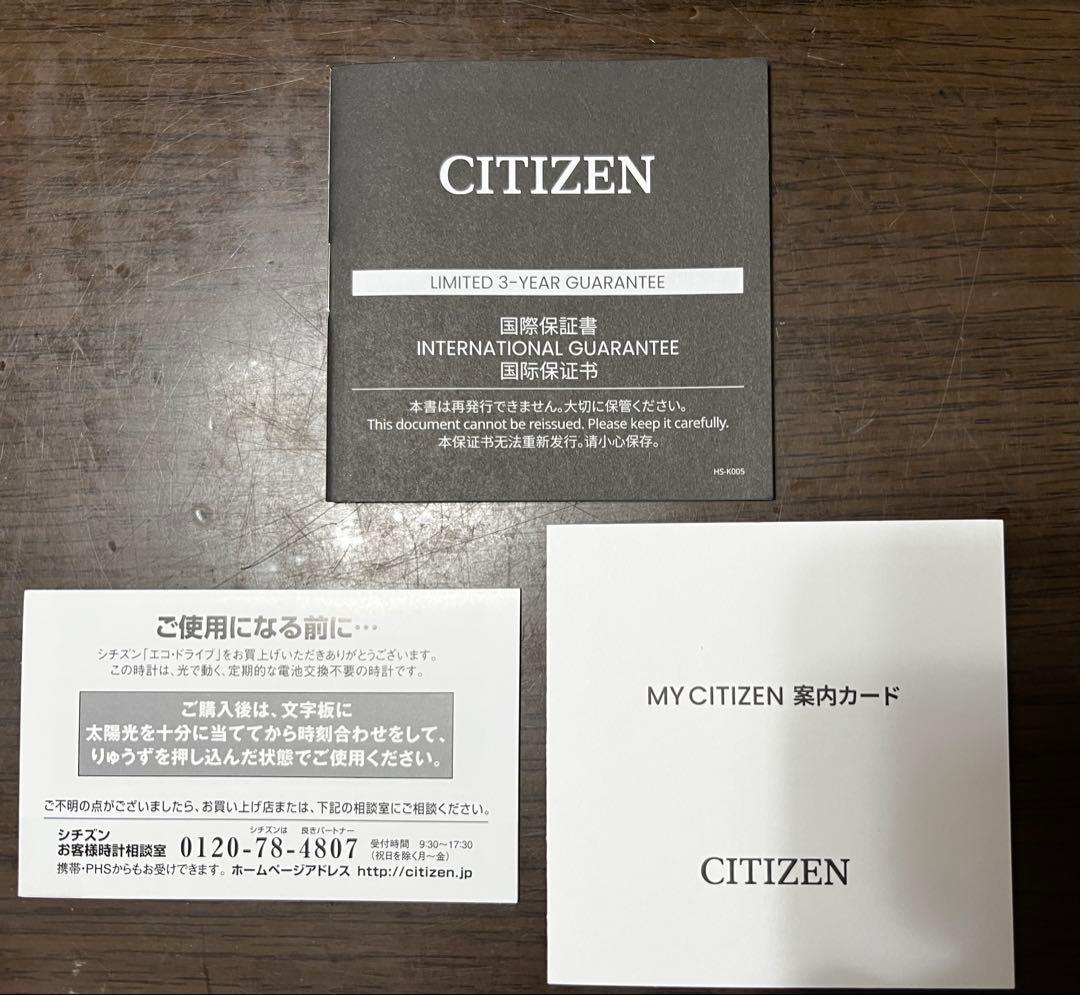 CITIZEN
LIMITED 3-YEAR GUARANTEE
国際保証書
INTERNATIONAL GUARANTEE
国际保证书
本書は再発行できません。大切に保管ください。
This document cannot be reissued. Please keep it carefully.
本保证书无法重新发行。请小心保存。
HS-K005
ご使用になる前に…
シチズン「エコ・ドライブ」をお買上げいただきありがとうございます。
この時計は、光で動く、定期的な電池交換不要の時計です。
ご購入後は、文字板に
太陽光を十分に当ててから時刻合わせをして、
りゅうずを押し込んだ状態でご使用ください。
ご不明の点がございましたら、お買い上げ店または、下記の相談室にご相談ください。
シチズン
お客様時計相談室
シチズンは 良きパートナー
0120-78-4807
受付時間 9:30〜17:30
(祝日を除く月〜金)
携帯・PHSからもお受けできます。ホームページアドレス http://citizen.jp
MY CITIZEN 案内カード
CITIZEN